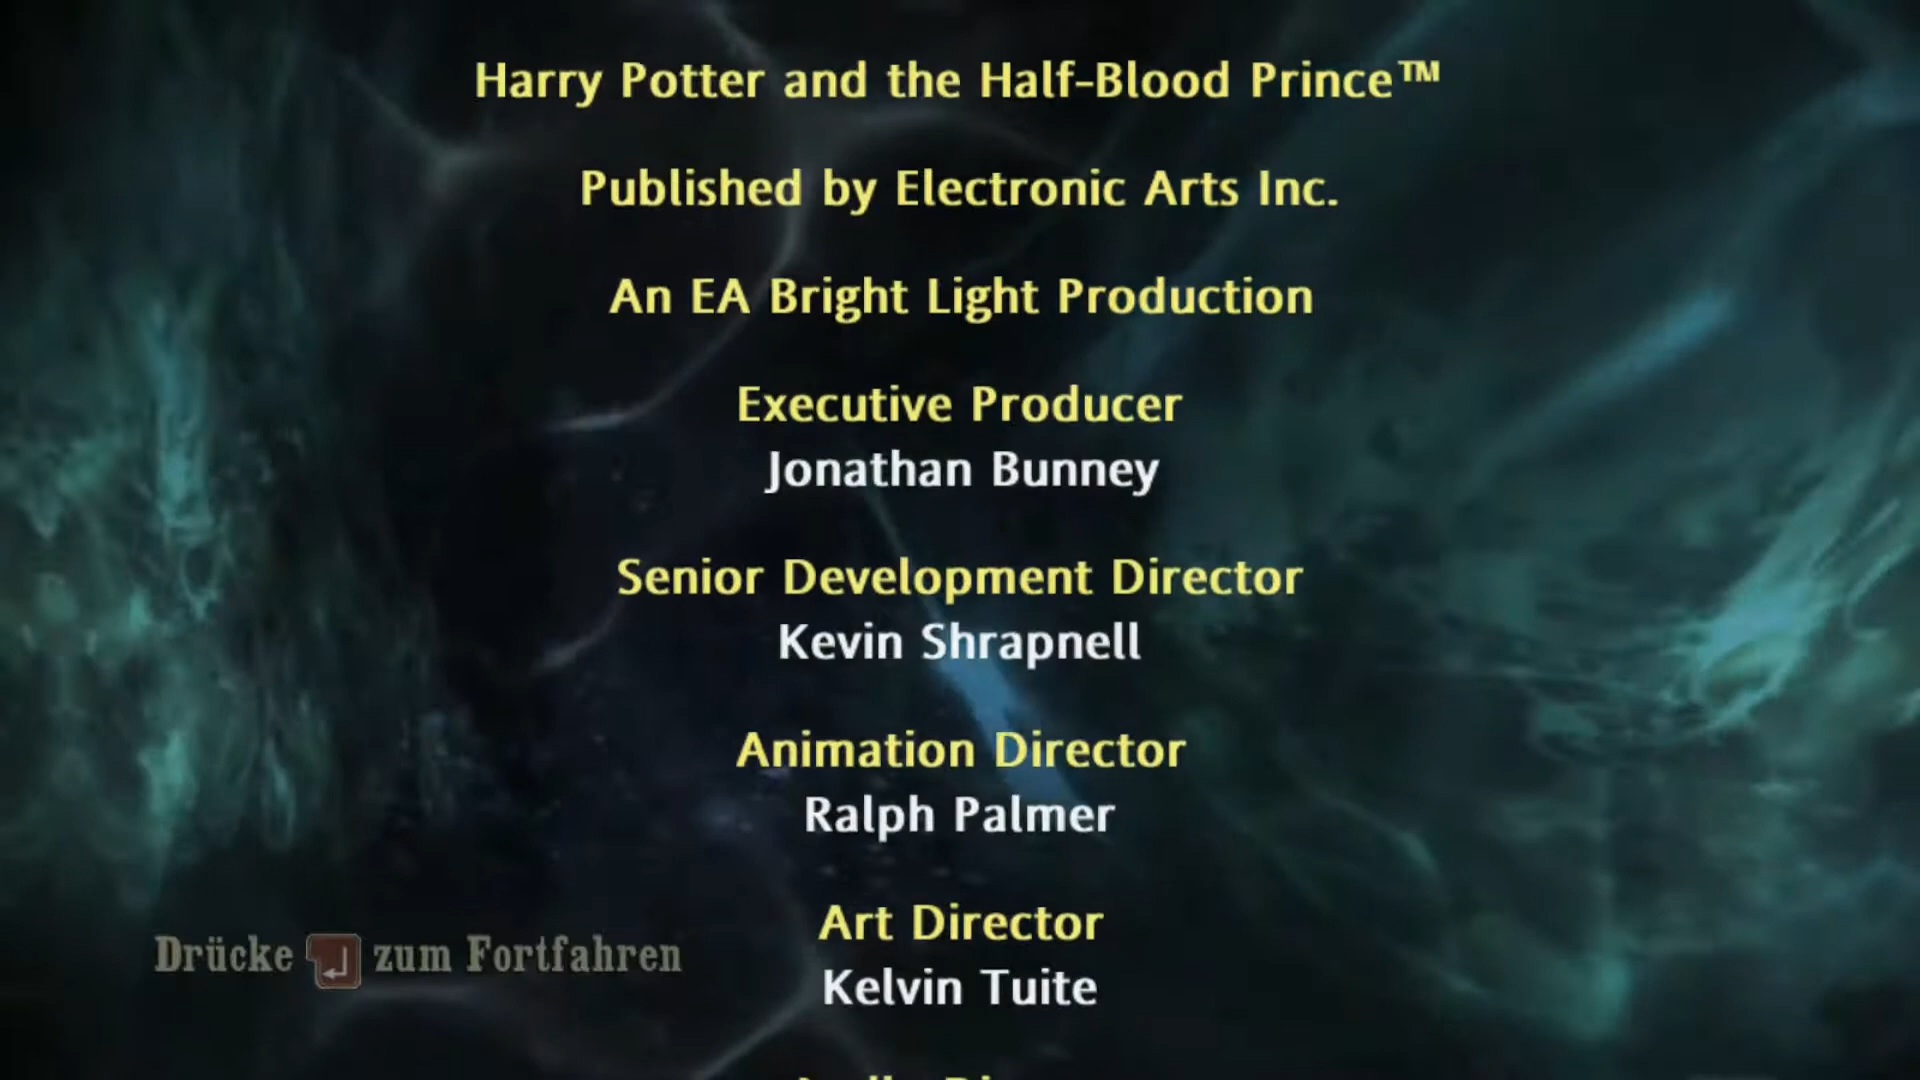 Harry Potter and the Half-Blood Prince™
Published by Electronic Arts Inc.
An EA Bright Light Production
Executive Producer
Jonathan Bunney
Senior Development Director
Kevin Shrapnell
Animation Director
Ralph Palmer
Art Director
Kelvin Tuite
Drücke zum Fortfahren